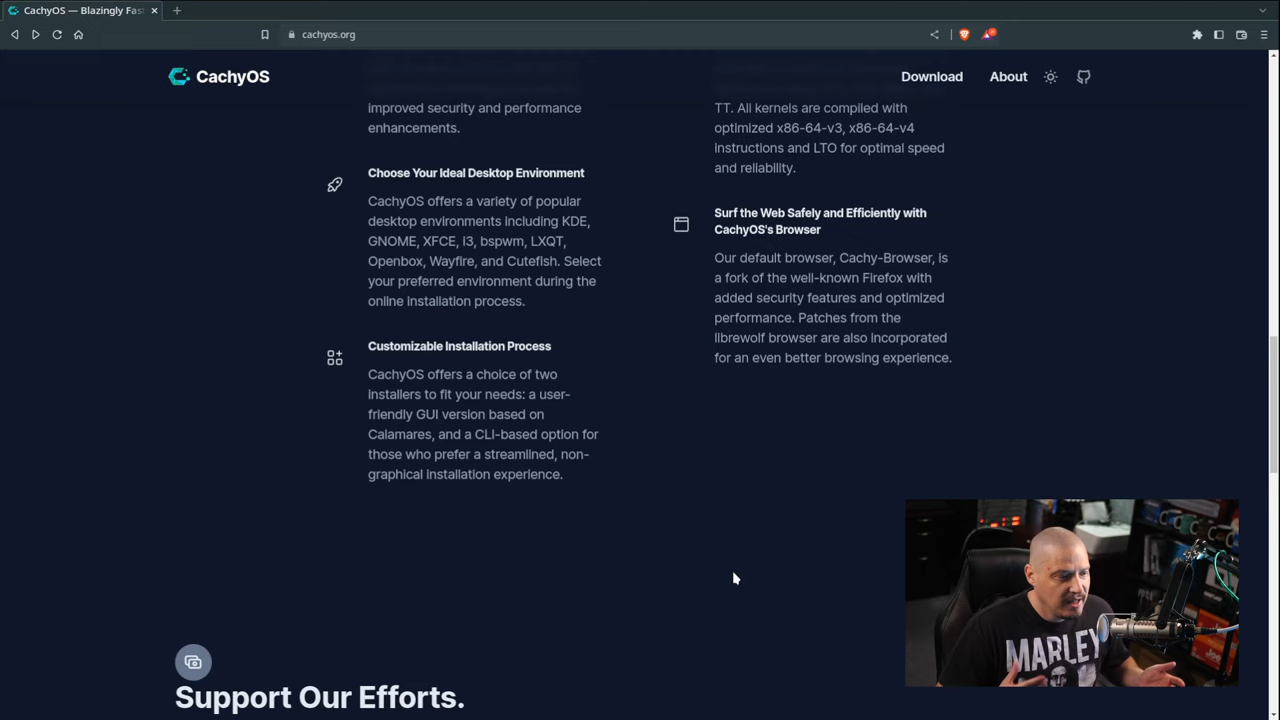 CachyOS — Blazingly Fas
cachyos.org
CachyOS
Download
About
improved security and performance
enhancements.
Choose Your Ideal Desktop Environment
CachyOS offers a variety of popular
desktop environments including KDE,
GNOME, XFCE, i3, bspwm, LXQT,
Openbox, Wayfire, and Cutefish. Select
your preferred environment during the
online installation process.
Customizable Installation Process
CachyOS offers a choice of two
installers to fit your needs: a user-
friendly GUI version based on
Calamares, and a CLI-based option for
those who prefer a streamlined, non-
graphical installation experience.
TT. All kernels are compiled with
optimized x86-64-v3, x86-64-v4
instructions and LTO for optimal speed
and reliability.
Surf the Web Safely and Efficiently with
CachyOS's Browser
Our default browser, Cachy-Browser, is
a fork of the well-known Firefox with
added security features and optimized
performance. Patches from the
librewolf browser are also incorporated
for an even better browsing experience.
MARLEY
Support Our Efforts.